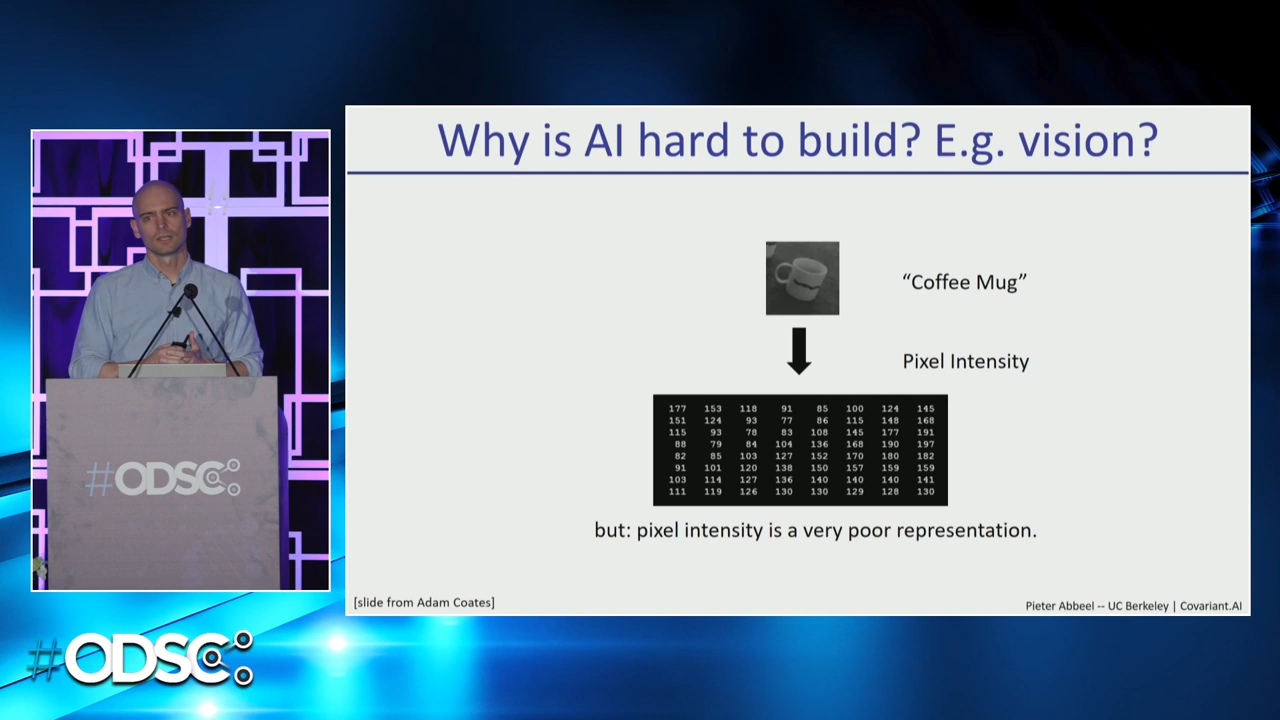 Why is AI hard to build? E.g. vision?
“Coffee Mug”
Pixel Intensity
177 153 118 91 85 100 124 145
151 124 93 77 86 115 148 168
115 93 78 83 108 145 177 191
88 79 84 104 136 168 190 197
82 85 103 127 152 170 180 182
91 101 120 138 150 157 159 159
103 114 127 136 140 140 140 141
111 119 126 130 130 129 128 130
but: pixel intensity is a very poor representation.
[slide from Adam Coates]
Pieter Abbeel -- UC Berkeley | Covariant.AI
#ODSC
#ODSC